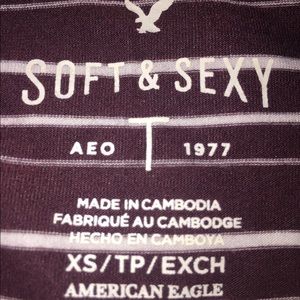 SOFT & SEXY
AEO T 1977
MADE IN CAMBODIA
FABRIQUÉ AU CAMBODGE
HECHO EN CAMBOYA
XS/TP/EXCH
AMERICAN EAGLE